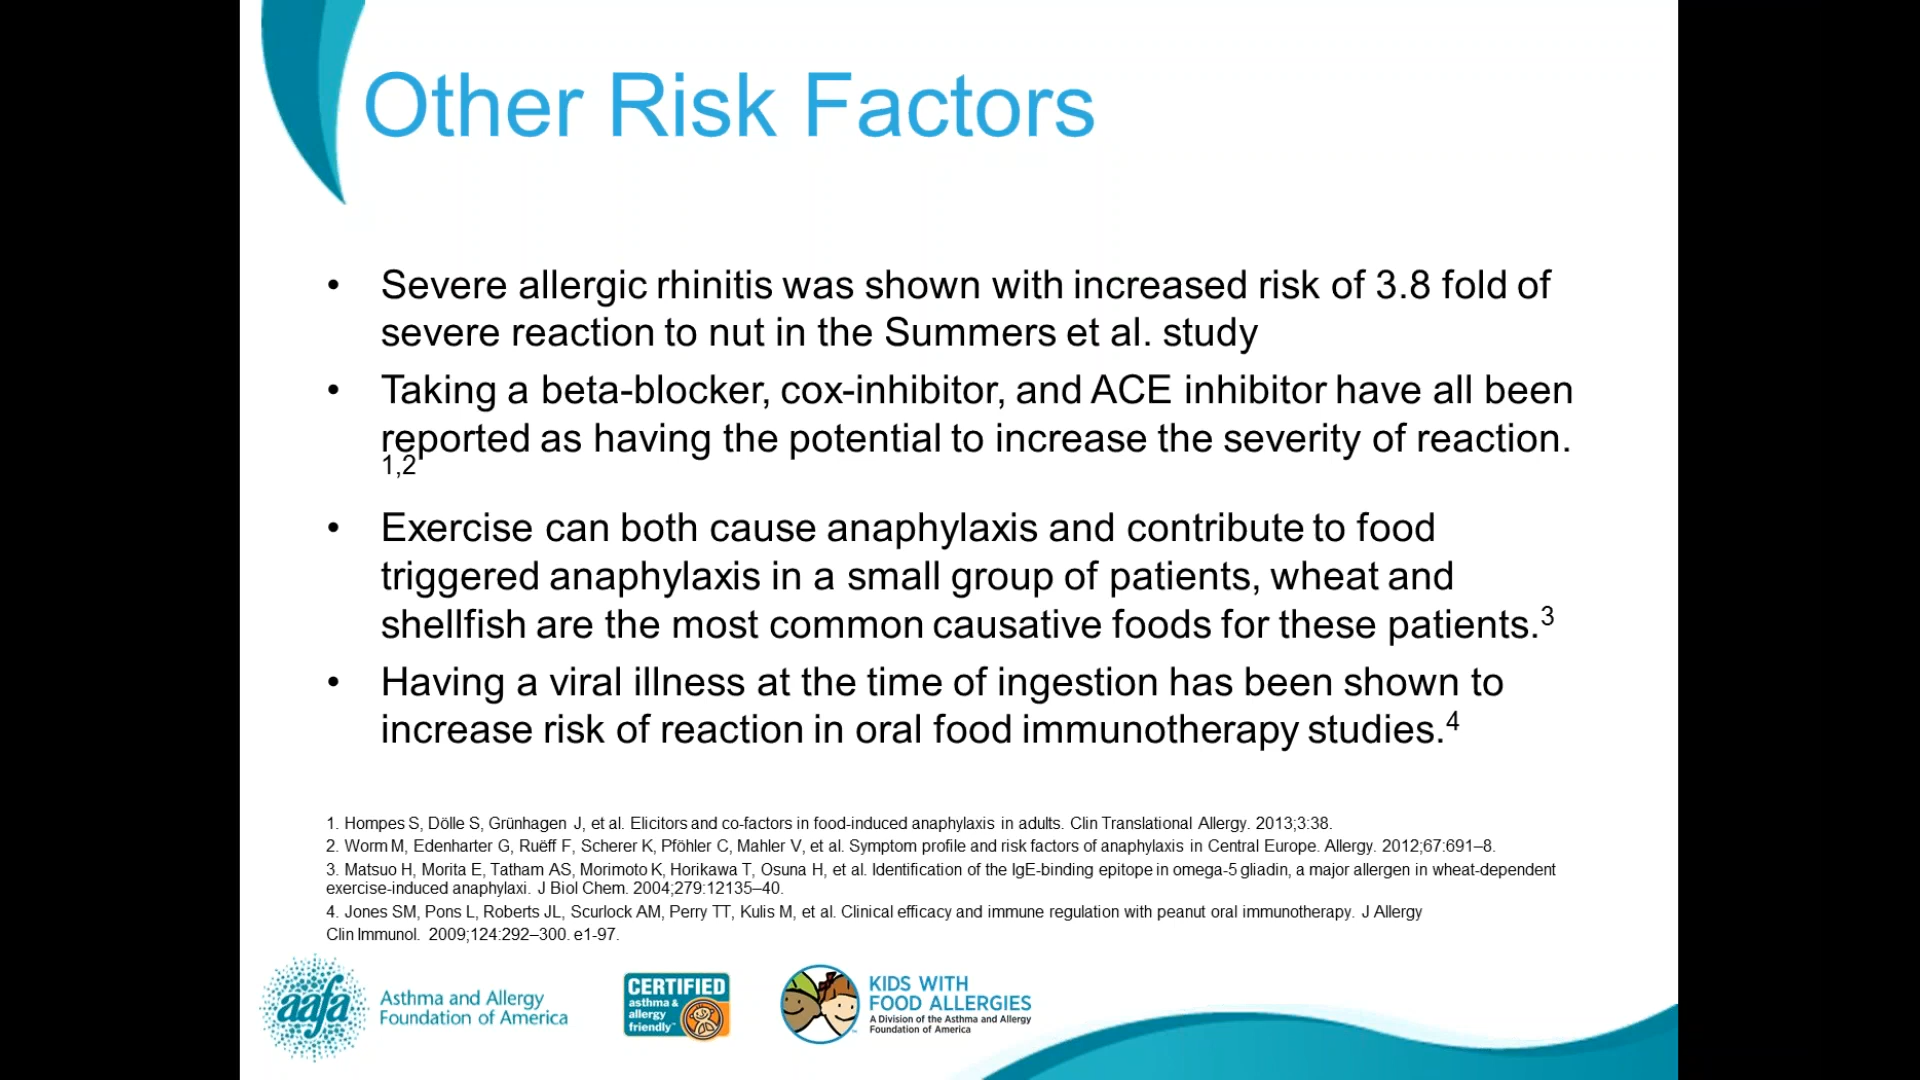 Other Risk Factors
• Severe allergic rhinitis was shown with increased risk of 3.8 fold of
severe reaction to nut in the Summers et al. study
• Taking a beta-blocker, cox-inhibitor, and ACE inhibitor have all been
reported as having the potential to increase the severity of reaction.
1,2
• Exercise can both cause anaphylaxis and contribute to food
triggered anaphylaxis in a small group of patients, wheat and
shellfish are the most common causative foods for these patients.3
• Having a viral illness at the time of ingestion has been shown to
increase risk of reaction in oral food immunotherapy studies.4
1. Hompes S, Dölle S, Grünhagen J, et al. Elicitors and co-factors in food-induced anaphylaxis in adults. Clin Translational Allergy. 2013;3:38.
2. Worm M, Edenharter G, Ruëff F, Scherer K, Pföhler C, Mahler V, et al. Symptom profile and risk factors of anaphylaxis in Central Europe. Allergy. 2012;67:691–8.
3. Matsuo H, Morita E, Tatham AS, Morimoto K, Horikawa T, Osuna H, et al. Identification of the IgE-binding epitope in omega-5 gliadin, a major allergen in wheat-dependent
exercise-induced anaphylaxi. J Biol Chem. 2004;279:12135–40.
4. Jones SM, Pons L, Roberts JL, Scurlock AM, Perry TT, Kulis M, et al. Clinical efficacy and immune regulation with peanut oral immunotherapy. J Allergy
Clin Immunol. 2009;124:292–300. e1-97.
aafa
Asthma and Allergy
Foundation of America
CERTIFIED
asthma &
allergy
friendly™
KIDS WITH
FOOD ALLERGIES
A Division of the Asthma and Allergy
Foundation of America